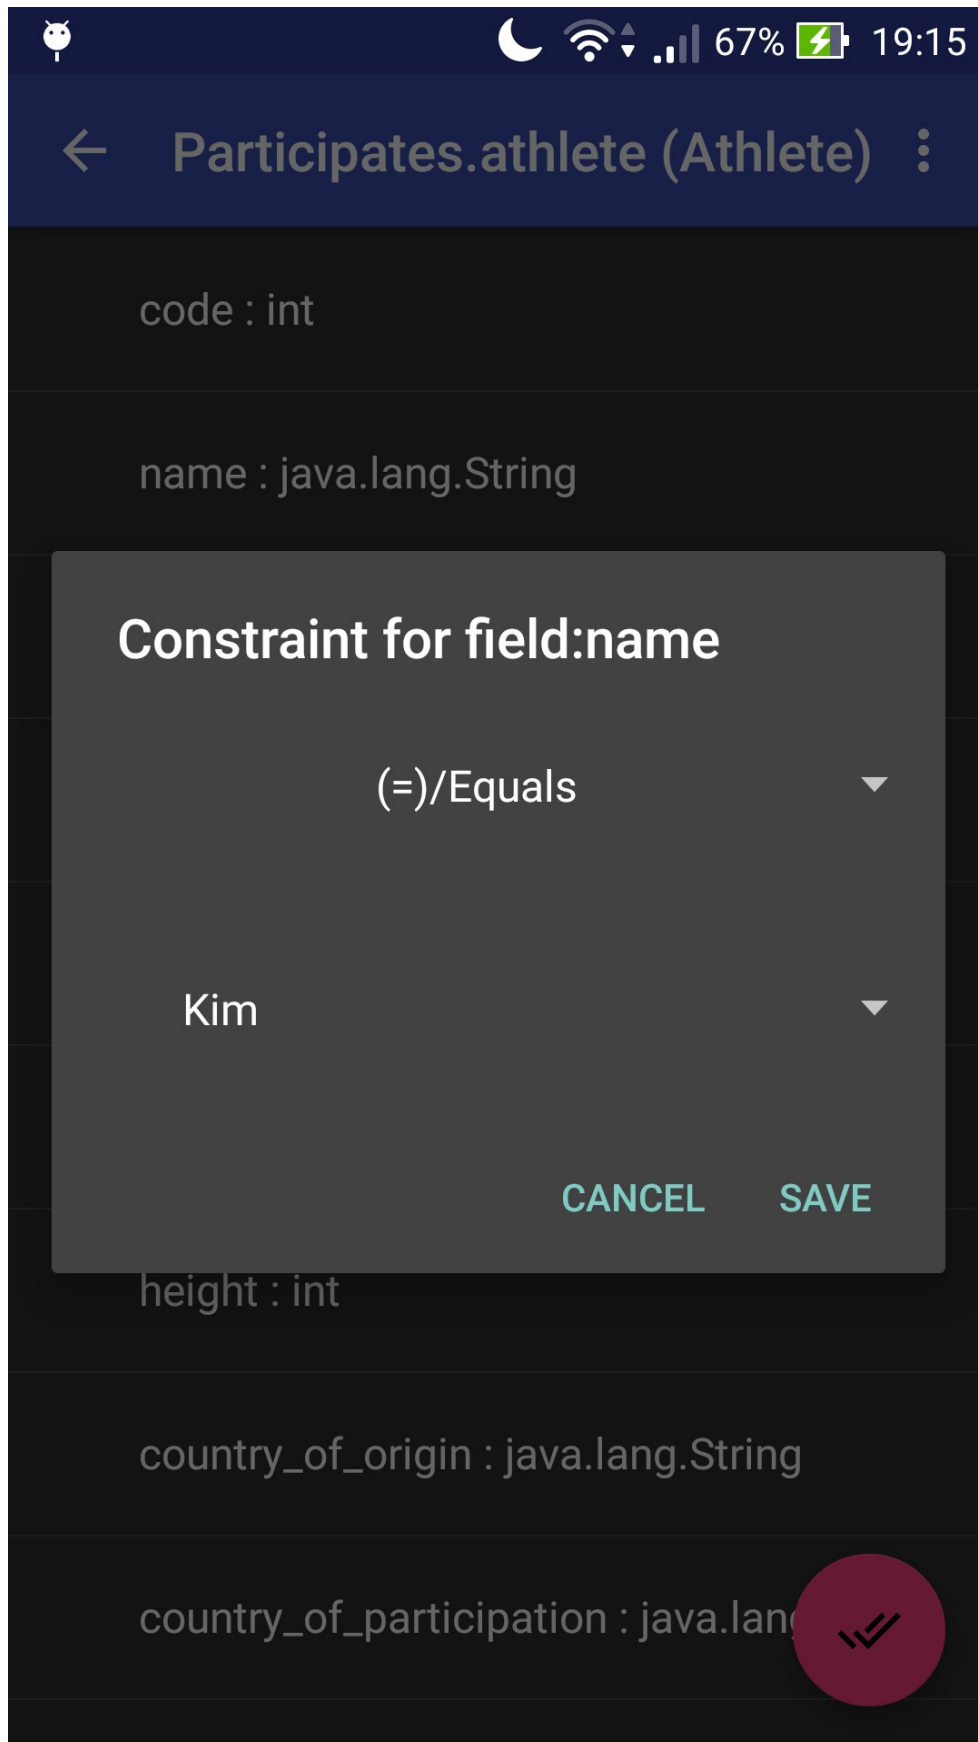 67% 19:15
Participates.athlete (Athlete)
code : int
name : java.lang.String
Constraint for field:name
(=)/Equals
Kim
CANCEL SAVE
height : int
country_of_origin : java.lang.String
country_of_participation : java.lang